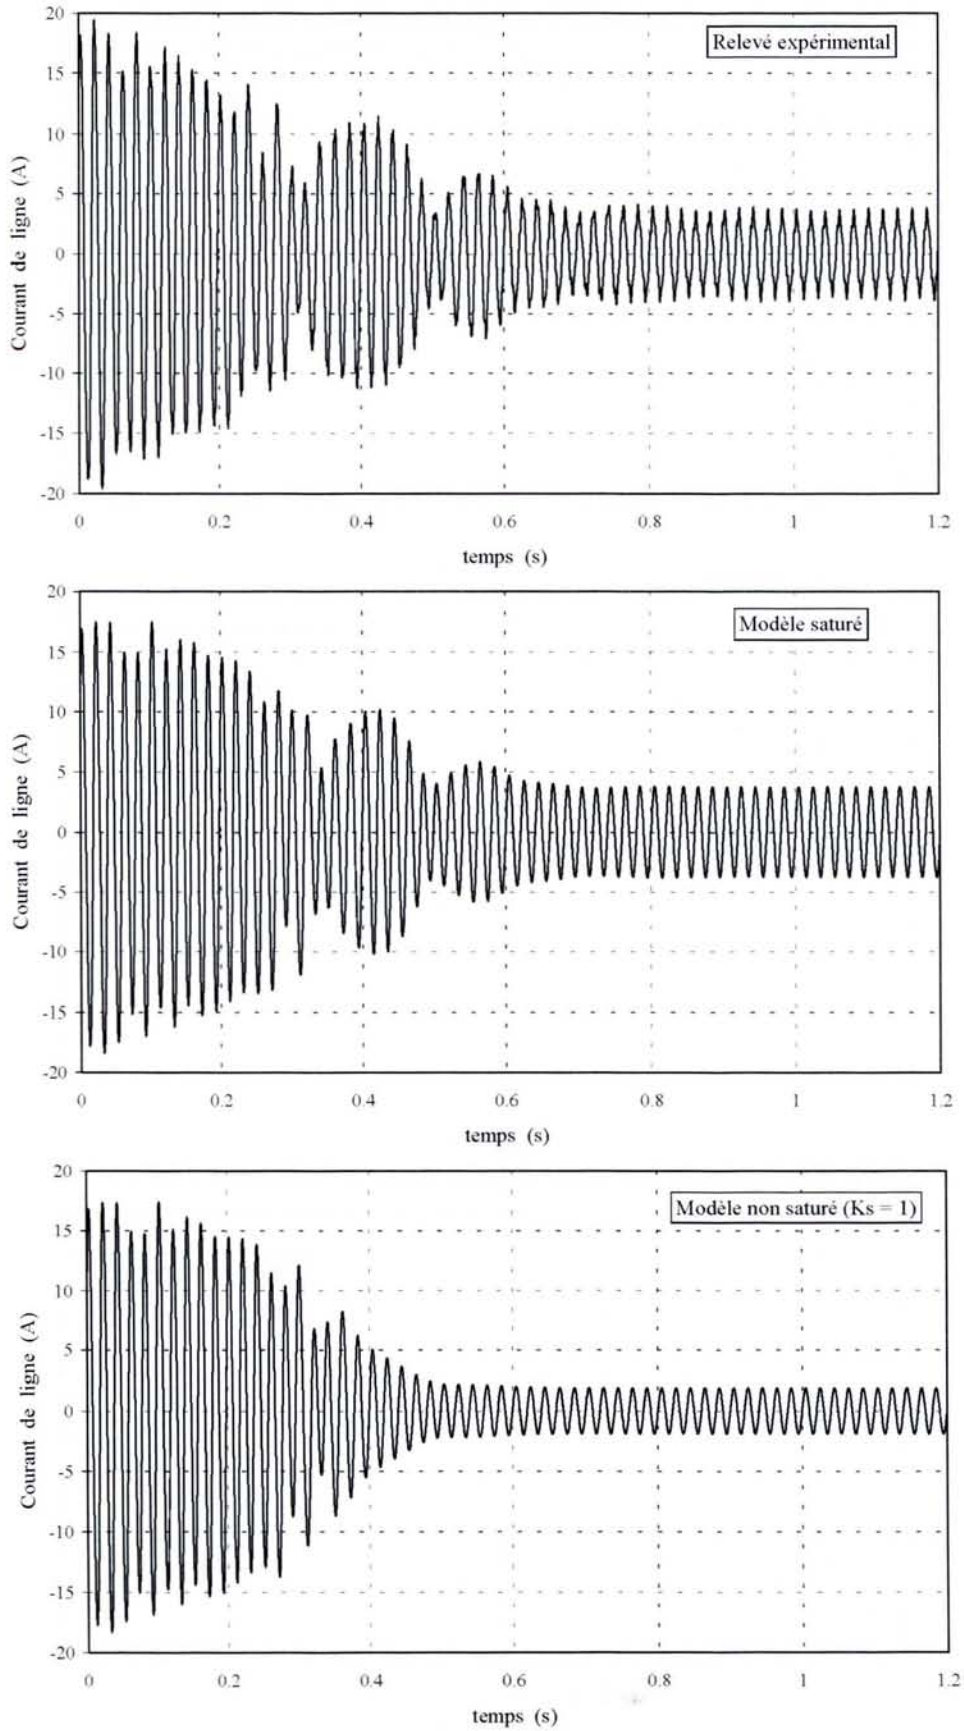 20
15
10
5
0
-5
-10
-15
-20
Courant de ligne (A)
Relevé expérimental
0 0.2 0.4 0.6 0.8 1 1.2
temps (s)
20
15
10
5
0
-5
-10
-15
-20
Courant de ligne (A)
Modèle saturé
0 0.2 0.4 0.6 0.8 1 1.2
temps (s)
20
15
10
5
0
-5
-10
-15
-20
Courant de ligne (A)
Modèle non saturé (Ks = 1)
0 0.2 0.4 0.6 0.8 1 1.2
temps (s)